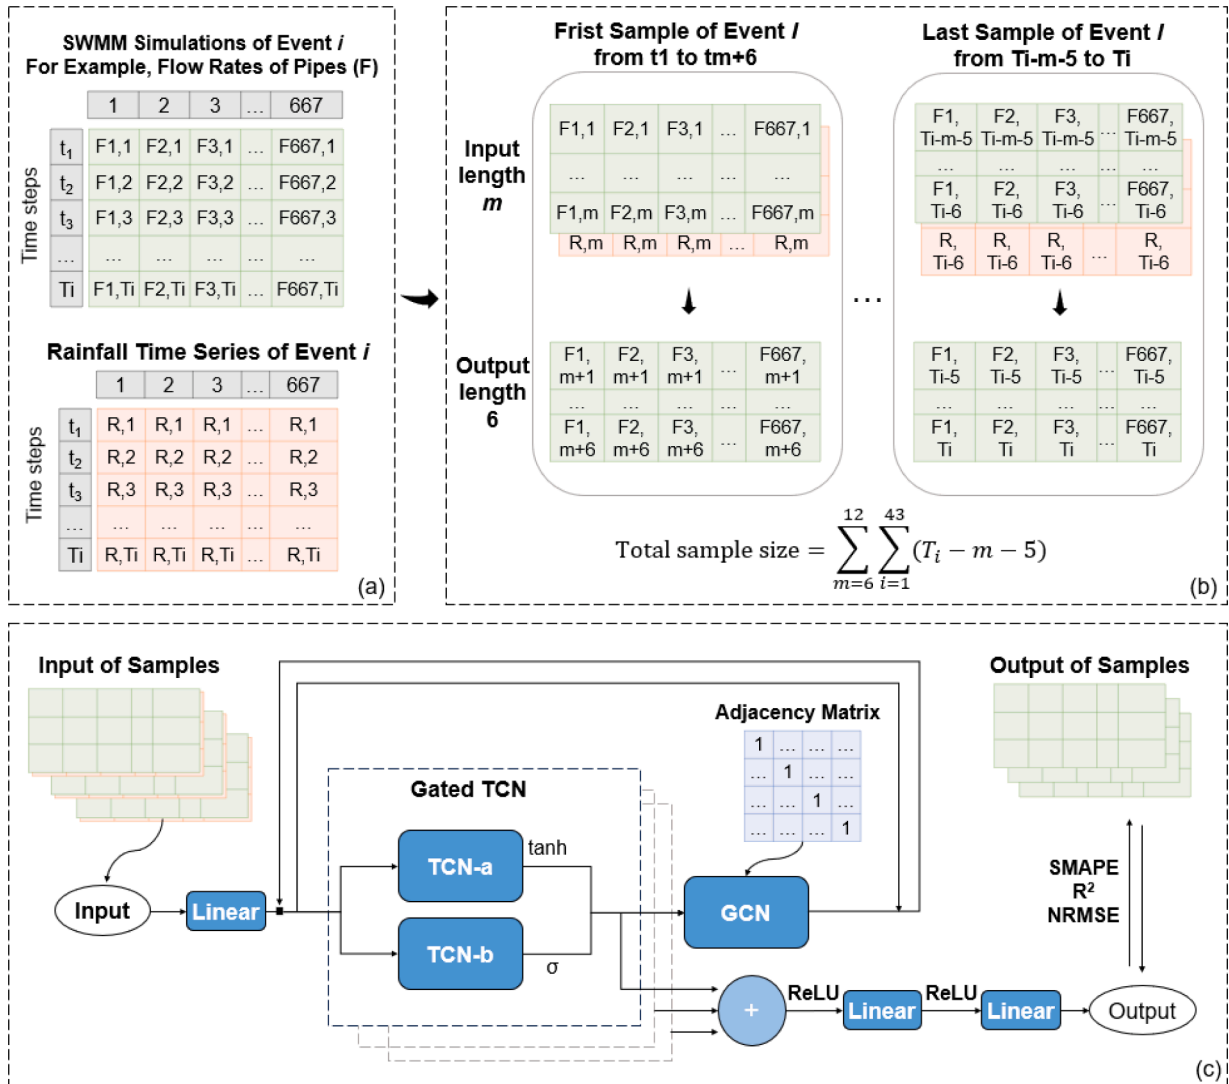 SWMM Simulations of Event i
For Example, Flow Rates of Pipes (F)
1 2 3 ... 667
Time steps
t1 F1,1 F2,1 F3,1 ... F667,1
t2 F1,2 F2,2 F3,2 ... F667,2
t3 F1,3 F2,3 F3,3 ... F667,3
... ... ... ... ... ...
Ti F1,Ti F2,Ti F3,Ti ... F667,Ti
Rainfall Time Series of Event i
1 2 3 ... 667
Time steps
t1 R,1 R,1 R,1 ... R,1
t2 R,2 R,2 R,2 ... R,2
t3 R,3 R,3 R,3 ... R,3
... ... ... ... ... ...
Ti R,Ti R,Ti R,Ti ... R,Ti
(a)
Frist Sample of Event I
from t1 to tm+6
Input
length
m
F1,1 F2,1 F3,1 ... F667,1
... ... ... ... ...
F1,m F2,m F3,m ... F667,m
R,m R,m R,m ... R,m
Output
length
6
F1, F2, F3, F667,
m+1 m+1 m+1 ... m+1
... ... ... ... ...
F1, F2, F3, F667,
m+6 m+6 m+6 ... m+6
...
Last Sample of Event I
from Ti-m-5 to Ti
F1, F2, F3, F667,
Ti-m-5 Ti-m-5 Ti-m-5 ... Ti-m-5
... ... ... ... ...
F1, F2, F3, F667,
Ti-6 Ti-6 Ti-6 ... Ti-6
R, R, R, R,
Ti-6 Ti-6 Ti-6 ... Ti-6
F1, F2, F3, F667,
Ti-5 Ti-5 Ti-5 ... Ti-5
... ... ... ... ...
F1, F2, F3, F667,
Ti Ti Ti ... Ti
12 43
Total sample size = ∑ ∑ (Ti − m − 5)
m=6 i=1
(b)
Input of Samples
Output of Samples
Adjacency Matrix
1 ... ... ...
... 1 ... ...
... ... 1 ...
... ... ... 1
Gated TCN
TCN-a
tanh
TCN-b
σ
Input
Linear
GCN
SMAPE
R²
NRMSE
+
ReLU
Linear
ReLU
Linear
Output
(c)